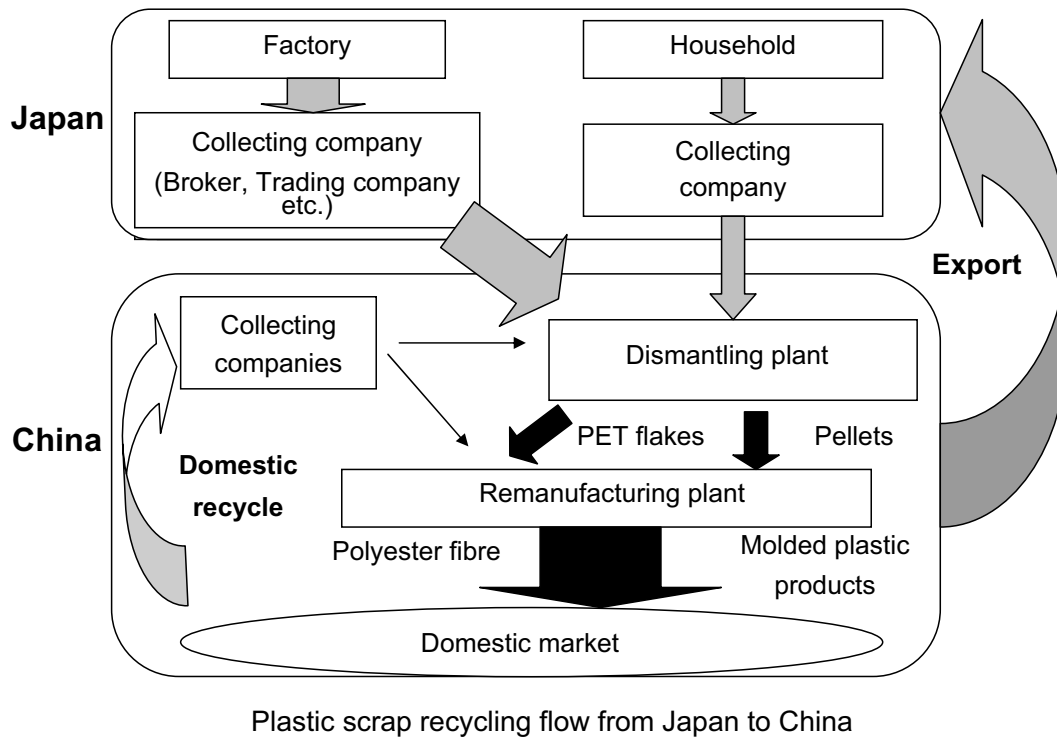 Factory
Household
Japan
Collecting company
(Broker, Trading company
etc.)
Collecting
company
Export
Collecting
companies
Dismantling plant
China
PET flakes
Pellets
Domestic
recycle
Remanufacturing plant
Polyester fibre
Molded plastic
products
Domestic market
Plastic scrap recycling flow from Japan to China